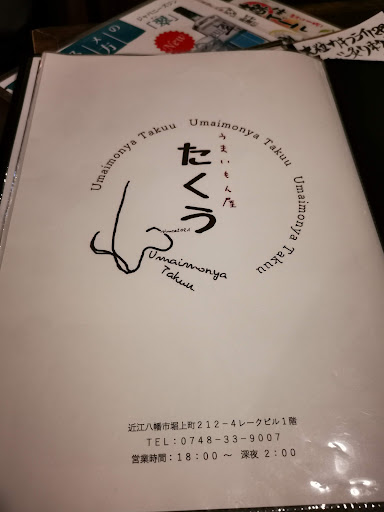 Umaimonya Takuu Umaimonya Takuu Umaimonya Takuu
うまいもん屋
たくう
Since2021
Umaimonya
Takuu
近江八幡市堀上町212-4レークビル1階
TEL:0748-33-9007
営業時間:18:00～ 深夜 2:00
New